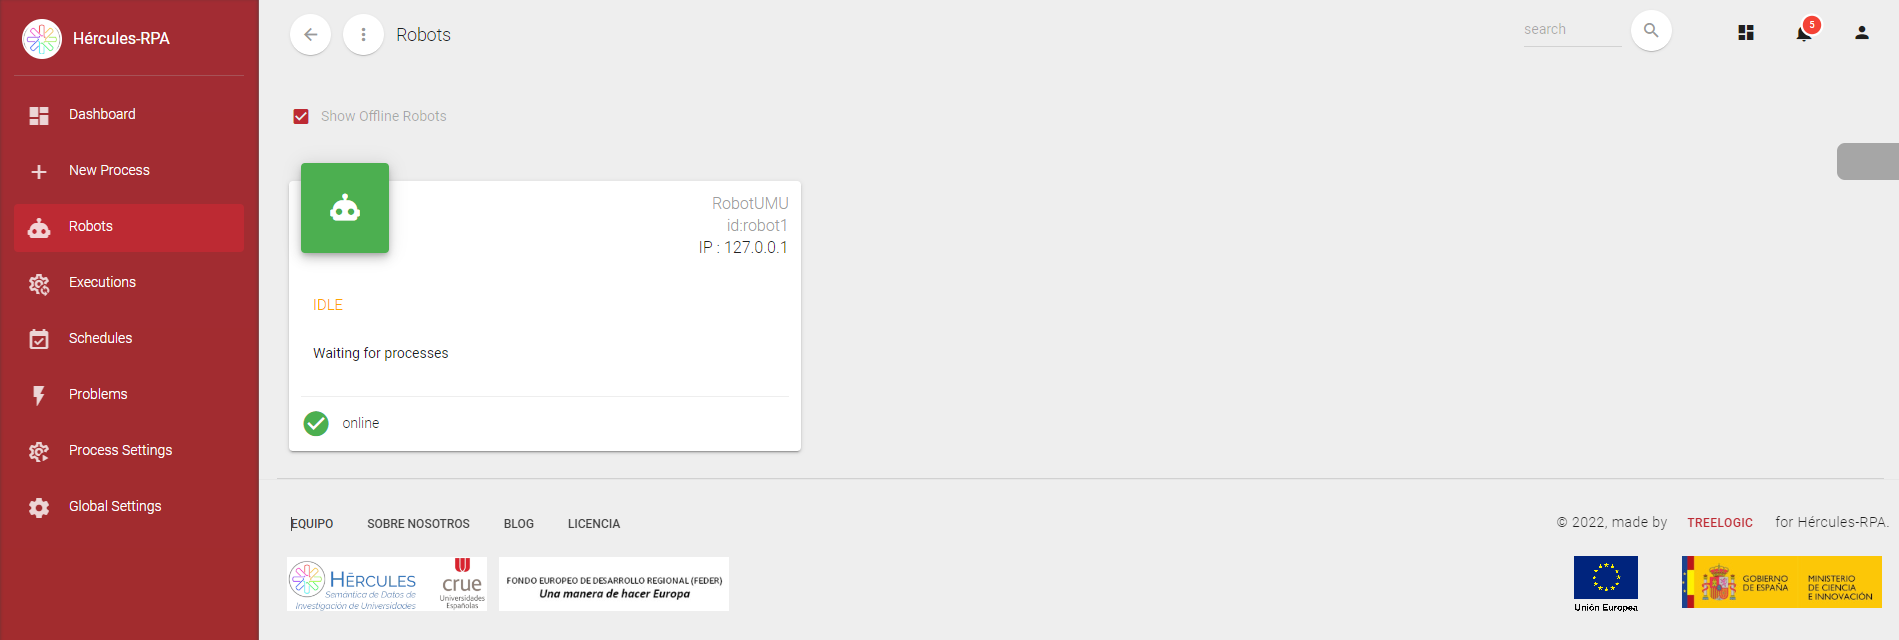 Hércules-RPA
Dashboard
New Process
Robots
Executions
Schedules
Problems
Process Settings
Global Settings
Robots
search
5
Show Offline Robots
RobotUMU
id:robot1
IP : 127.0.0.1
IDLE
Waiting for processes
online
EQUIPO SOBRE NOSOTROS BLOG LICENCIA
© 2022, made by TREELOGIC for Hércules-RPA.
HÉRCULES
Semántica de Datos de
Investigación de Universidades
crue
Universidades
Españolas
FONDO EUROPEO DE DESARROLLO REGIONAL (FEDER)
Una manera de hacer Europa
Unión Europea
GOBIERNO
DE ESPAÑA
MINISTERIO
DE CIENCIA
E INNOVACIÓN